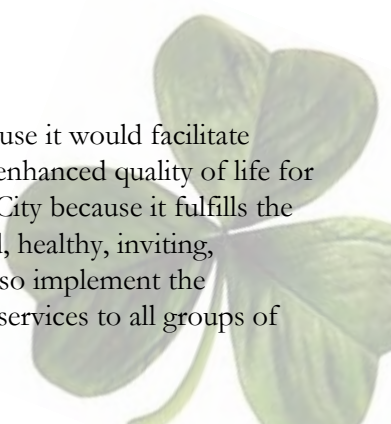 use it would facilitate
enhanced quality of life for
City because it fulfills the
, healthy, inviting,
so implement the
services to all groups of